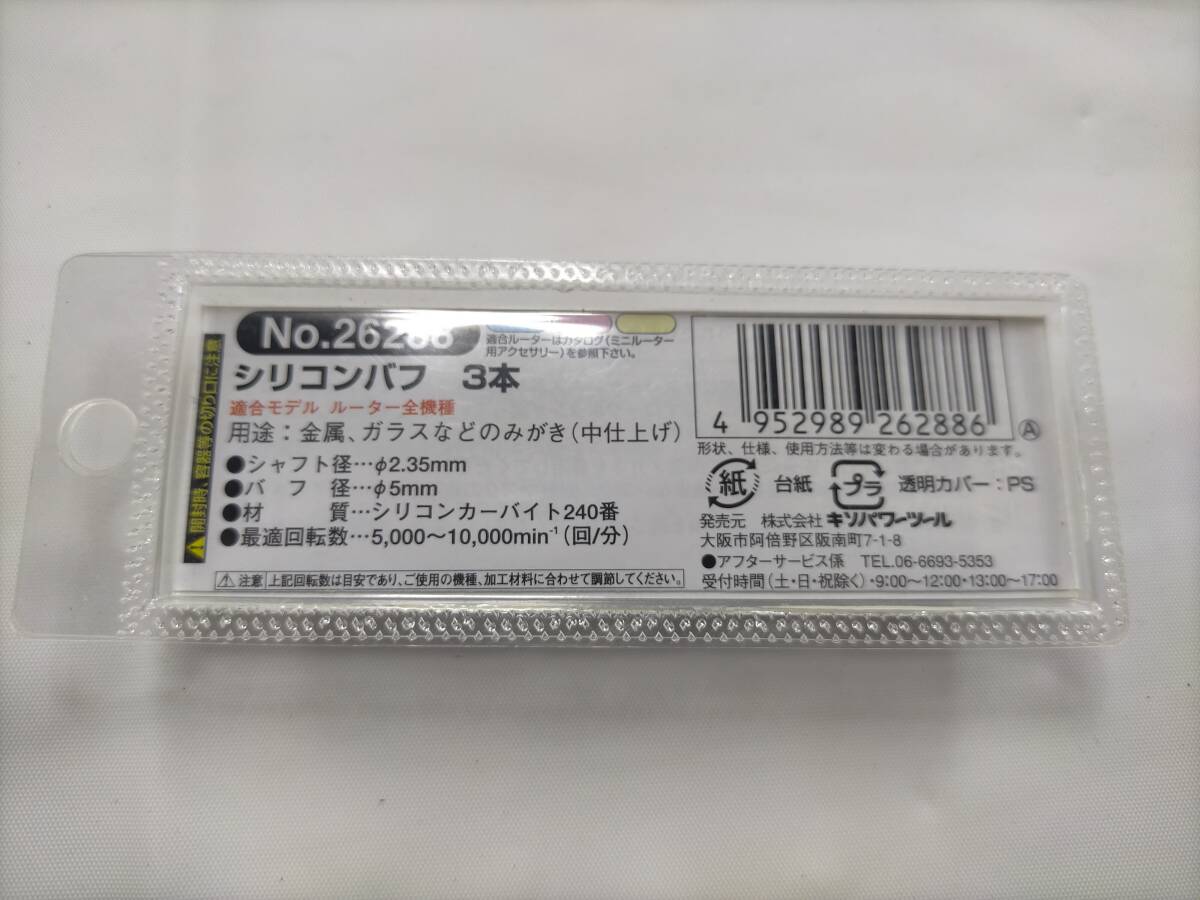 開封時、容器等の切り口に注意
No.26288
適合ルーターはカタログ(ミニルーター
用アクセサリー)を参照下さい。
シリコンバフ 3本
適合モデル ルーター全機種
用途:金属、ガラスなどのみがき(中仕上げ)
●シャフト径…φ2.35mm
●バフ径…φ5mm
●材質…シリコンカーバイト240番
●最適回転数…5,000〜10,000min⁻¹(回/分)
注意 上記回転数は目安であり、ご使用の機種、加工材料に合わせて調節してください。
4 952989 262886
Ⓐ
形状、仕様、使用方法等は変わる場合があります。
紙 台紙 プラ 透明カバー:PS
発売元 株式会社 キソパワーツール
大阪市阿倍野区阪南町7-1-8
●アフターサービス係 TEL.06-6693-5353
受付時間(土・日・祝除く)・9:00〜12:00・13:00〜17:00